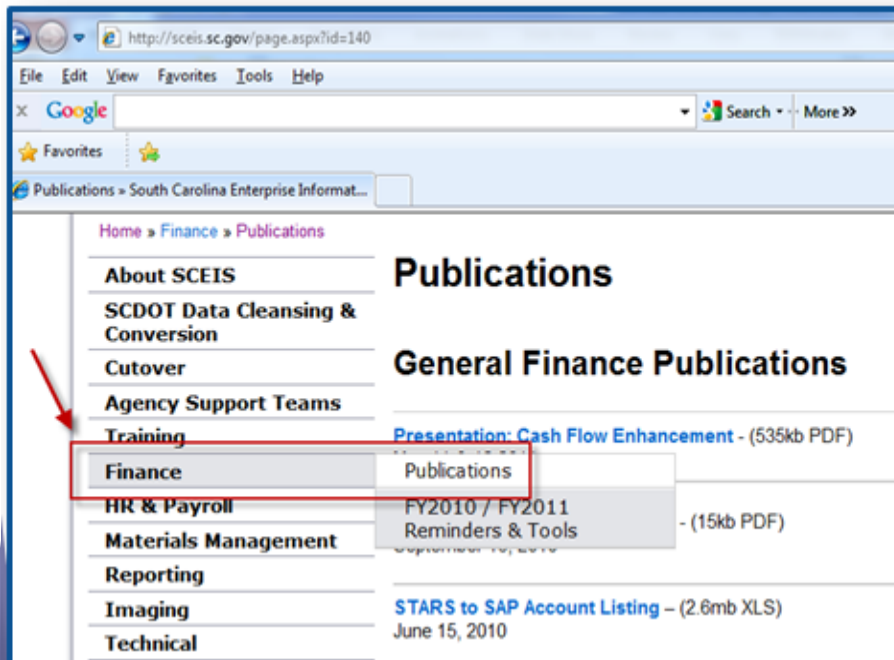 http://sceis.sc.gov/page.aspx?id=140
File Edit View Favorites Tools Help
x Google Search More >>
Favorites
Publications » South Carolina Enterprise Informat...
Home » Finance » Publications
About SCEIS
SCDOT Data Cleansing &
Conversion
Cutover
Agency Support Teams
Training
Finance
HR & Payroll
Materials Management
Reporting
Imaging
Technical
Publications
FY2010 / FY2011
Reminders & Tools
Publications
General Finance Publications
Presentation: Cash Flow Enhancement - (535kb PDF)
- (15kb PDF)
STARS to SAP Account Listing – (2.6mb XLS)
June 15, 2010